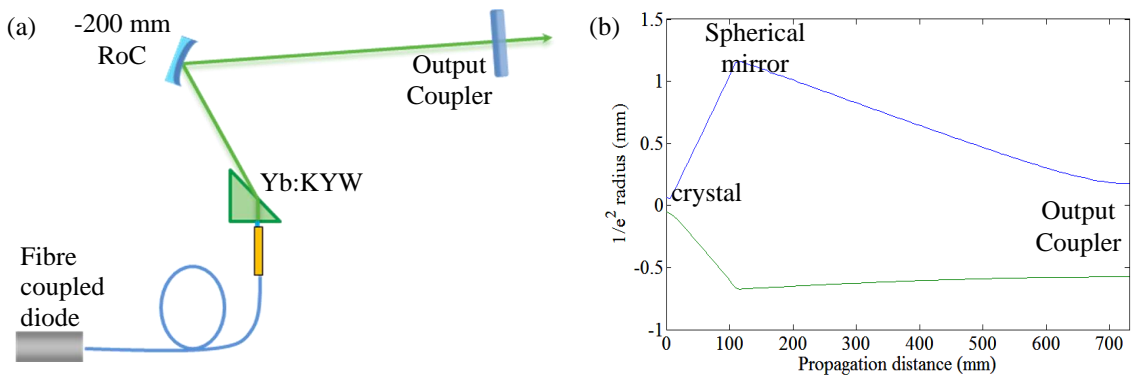 (a)
-200 mm
RoC
Output
Coupler
Yb:KYW
Fibre
coupled
diode
(b)
1.5
1
0.5
0
-0.5
-1
1/e² radius (mm)
Spherical
mirror
crystal
Output
Coupler
0 100 200 300 400 500 600 700
Propagation distance (mm)